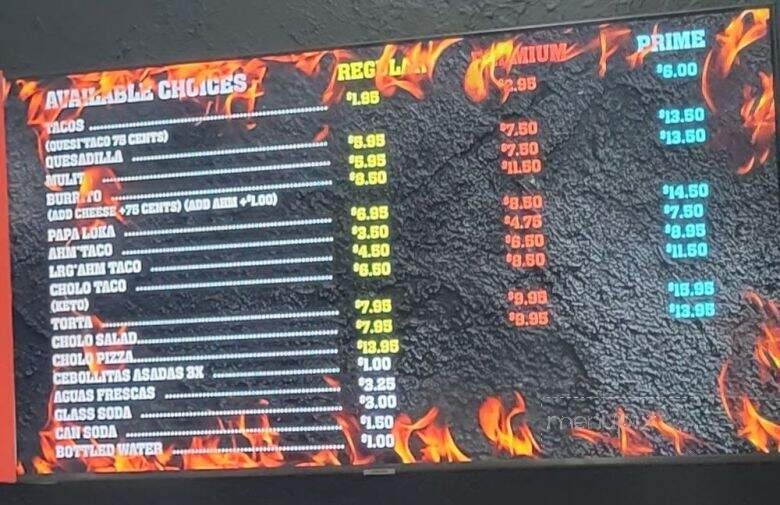 AVAILABLE CHOICES REGULAR PREMIUM PRIME
TACOS $1.95 $2.95 $6.00
(QUESI*TACO 75 CENTS)
QUESADILLA $5.95 $7.50 $13.50
MULITA $5.95 $7.50 $13.50
BURRITO $8.50 $11.50
(ADD CHEESE +75 CENTS) (ADD AHM +$1.00)
PAPA LOKA $6.95 $8.50 $14.50
AHM*TACO $3.50 $4.75 $7.50
LRG*AHM TACO $4.50 $6.50 $8.95
CHOLO TACO $6.50 $8.50 $11.50
(KETO)
TORTA $7.95 $9.95 $15.95
CHOLO SALAD $7.95 $9.95 $13.95
CHOLO PIZZA $13.95
CEBOLLITAS ASADAS 3X $1.00
AGUAS FRESCAS $3.25
GLASS SODA $3.00
CAN SODA $1.50
BOTTLED WATER $1.00